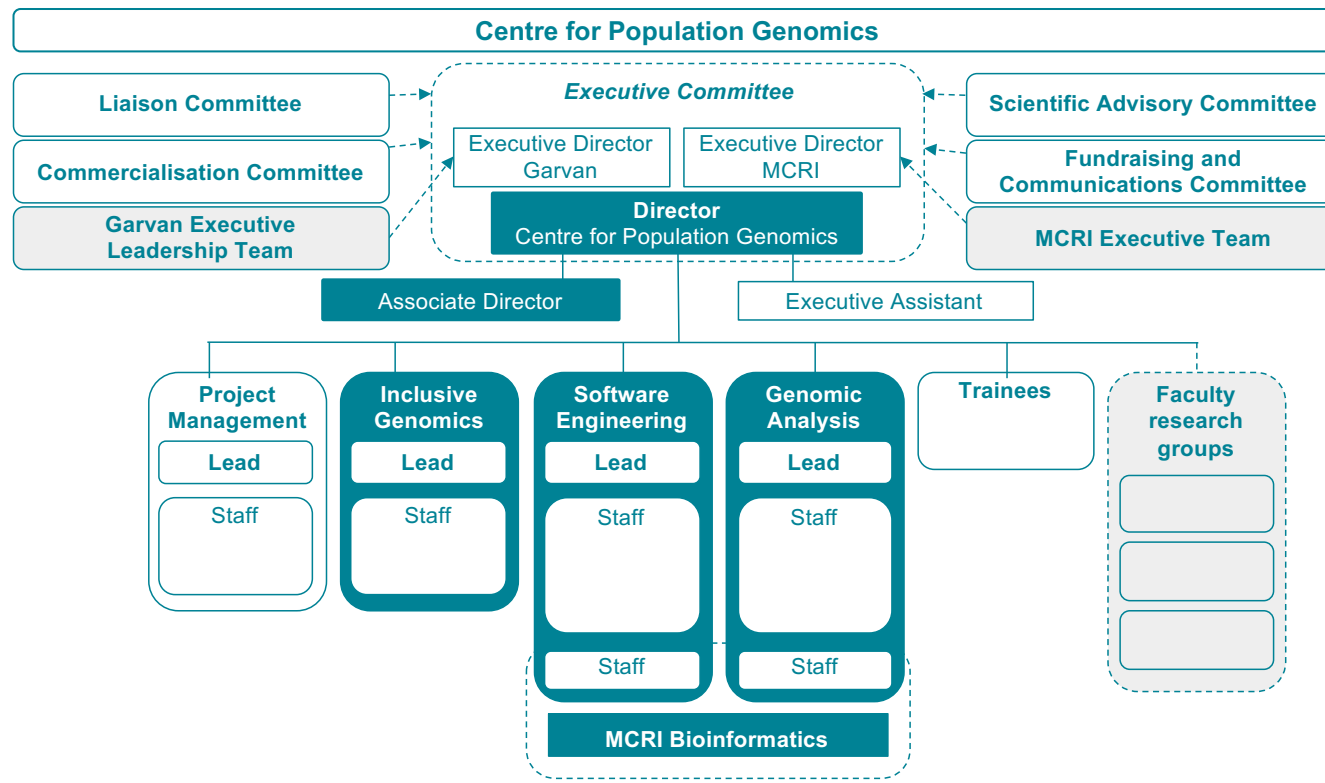 Centre for Population Genomics
Liaison Committee
Commercialisation Committee
Garvan Executive
Leadership Team
Executive Committee
Executive Director
Garvan
Executive Director
MCRI
Director
Centre for Population Genomics
Scientific Advisory Committee
Fundraising and
Communications Committee
MCRI Executive Team
Associate Director
Executive Assistant
Project
Management
Lead
Staff
Inclusive
Genomics
Lead
Staff
Software
Engineering
Lead
Staff
Staff
Genomic
Analysis
Lead
Staff
Staff
MCRI Bioinformatics
Trainees
Faculty
research
groups